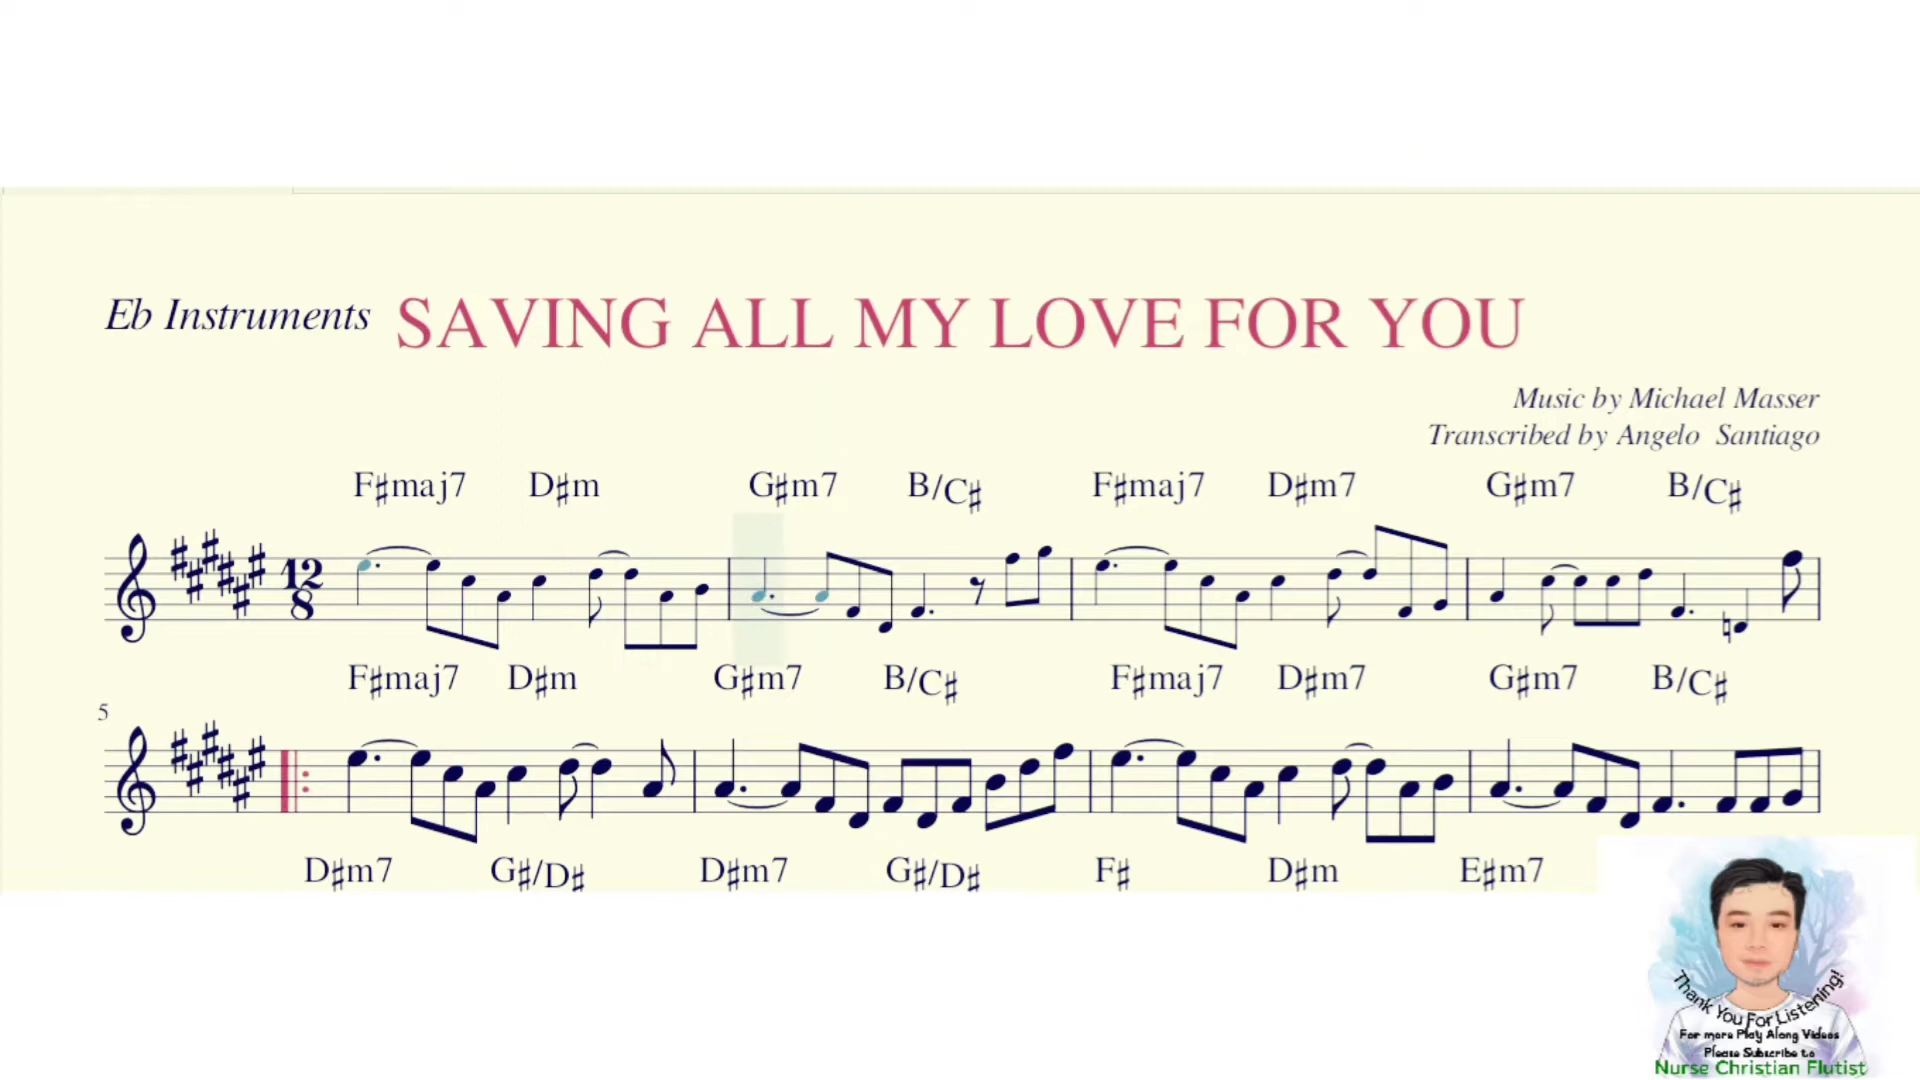 Eb Instruments SAVING ALL MY LOVE FOR YOU
Music by Michael Masser
Transcribed by Angelo Santiago
F♯maj7 D♯m G♯m7 B/C♯ F♯maj7 D♯m7 G♯m7 B/C♯
12
8
F♯maj7 D♯m G♯m7 B/C♯ F♯maj7 D♯m7 G♯m7 B/C♯
5
D♯m7 G♯/D♯ D♯m7 G♯/D♯ F♯ D♯m E♯m7
Thank You For Listening!
For more Play Along Videos
Please Subscribe to
Nurse Christian Flutist